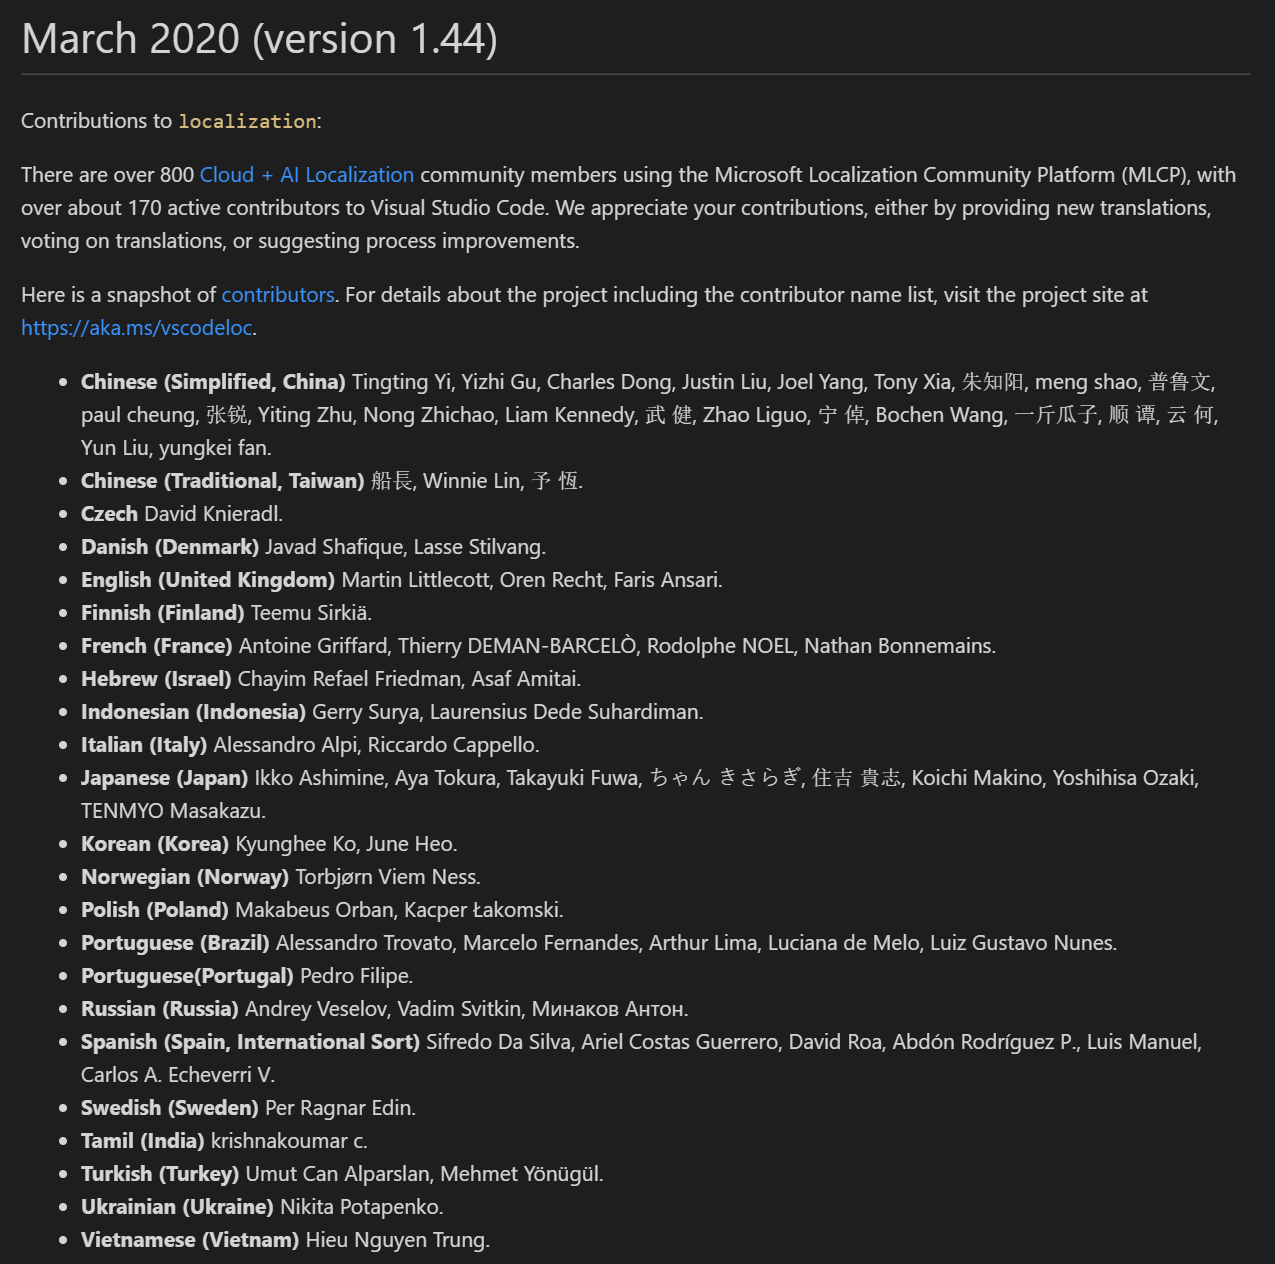 March 2020 (version 1.44)
Contributions to localization:
There are over 800 Cloud + AI Localization community members using the Microsoft Localization Community Platform (MLCP), with
over about 170 active contributors to Visual Studio Code. We appreciate your contributions, either by providing new translations,
voting on translations, or suggesting process improvements.
Here is a snapshot of contributors. For details about the project including the contributor name list, visit the project site at
https://aka.ms/vscodeloc.
• Chinese (Simplified, China) Tingting Yi, Yizhi Gu, Charles Dong, Justin Liu, Joel Yang, Tony Xia, 朱知阳, meng shao, 普鲁文,
paul cheung, 张锐, Yiting Zhu, Nong Zhichao, Liam Kennedy, 武 健, Zhao Liguo, 宁 倬, Bochen Wang, 一斤瓜子, 顺 谭, 云 何,
Yun Liu, yungkei fan.
• Chinese (Traditional, Taiwan) 船長, Winnie Lin, 予 恆.
• Czech David Knieradl.
• Danish (Denmark) Javad Shafique, Lasse Stilvang.
• English (United Kingdom) Martin Littlecott, Oren Recht, Faris Ansari.
• Finnish (Finland) Teemu Sirkiä.
• French (France) Antoine Griffard, Thierry DEMAN-BARCELÒ, Rodolphe NOEL, Nathan Bonnemains.
• Hebrew (Israel) Chayim Refael Friedman, Asaf Amitai.
• Indonesian (Indonesia) Gerry Surya, Laurensius Dede Suhardiman.
• Italian (Italy) Alessandro Alpi, Riccardo Cappello.
• Japanese (Japan) Ikko Ashimine, Aya Tokura, Takayuki Fuwa, ちゃん きさらぎ, 住吉 貴志, Koichi Makino, Yoshihisa Ozaki,
TENMYO Masakazu.
• Korean (Korea) Kyunghee Ko, June Heo.
• Norwegian (Norway) Torbjørn Viem Ness.
• Polish (Poland) Makabeus Orban, Kacper Łakomski.
• Portuguese (Brazil) Alessandro Trovato, Marcelo Fernandes, Arthur Lima, Luciana de Melo, Luiz Gustavo Nunes.
• Portuguese(Portugal) Pedro Filipe.
• Russian (Russia) Andrey Veselov, Vadim Svitkin, Минаков Антон.
• Spanish (Spain, International Sort) Sifredo Da Silva, Ariel Costas Guerrero, David Roa, Abdón Rodríguez P., Luis Manuel,
Carlos A. Echeverri V.
• Swedish (Sweden) Per Ragnar Edin.
• Tamil (India) krishnakoumar c.
• Turkish (Turkey) Umut Can Alparslan, Mehmet Yönügül.
• Ukrainian (Ukraine) Nikita Potapenko.
• Vietnamese (Vietnam) Hieu Nguyen Trung.